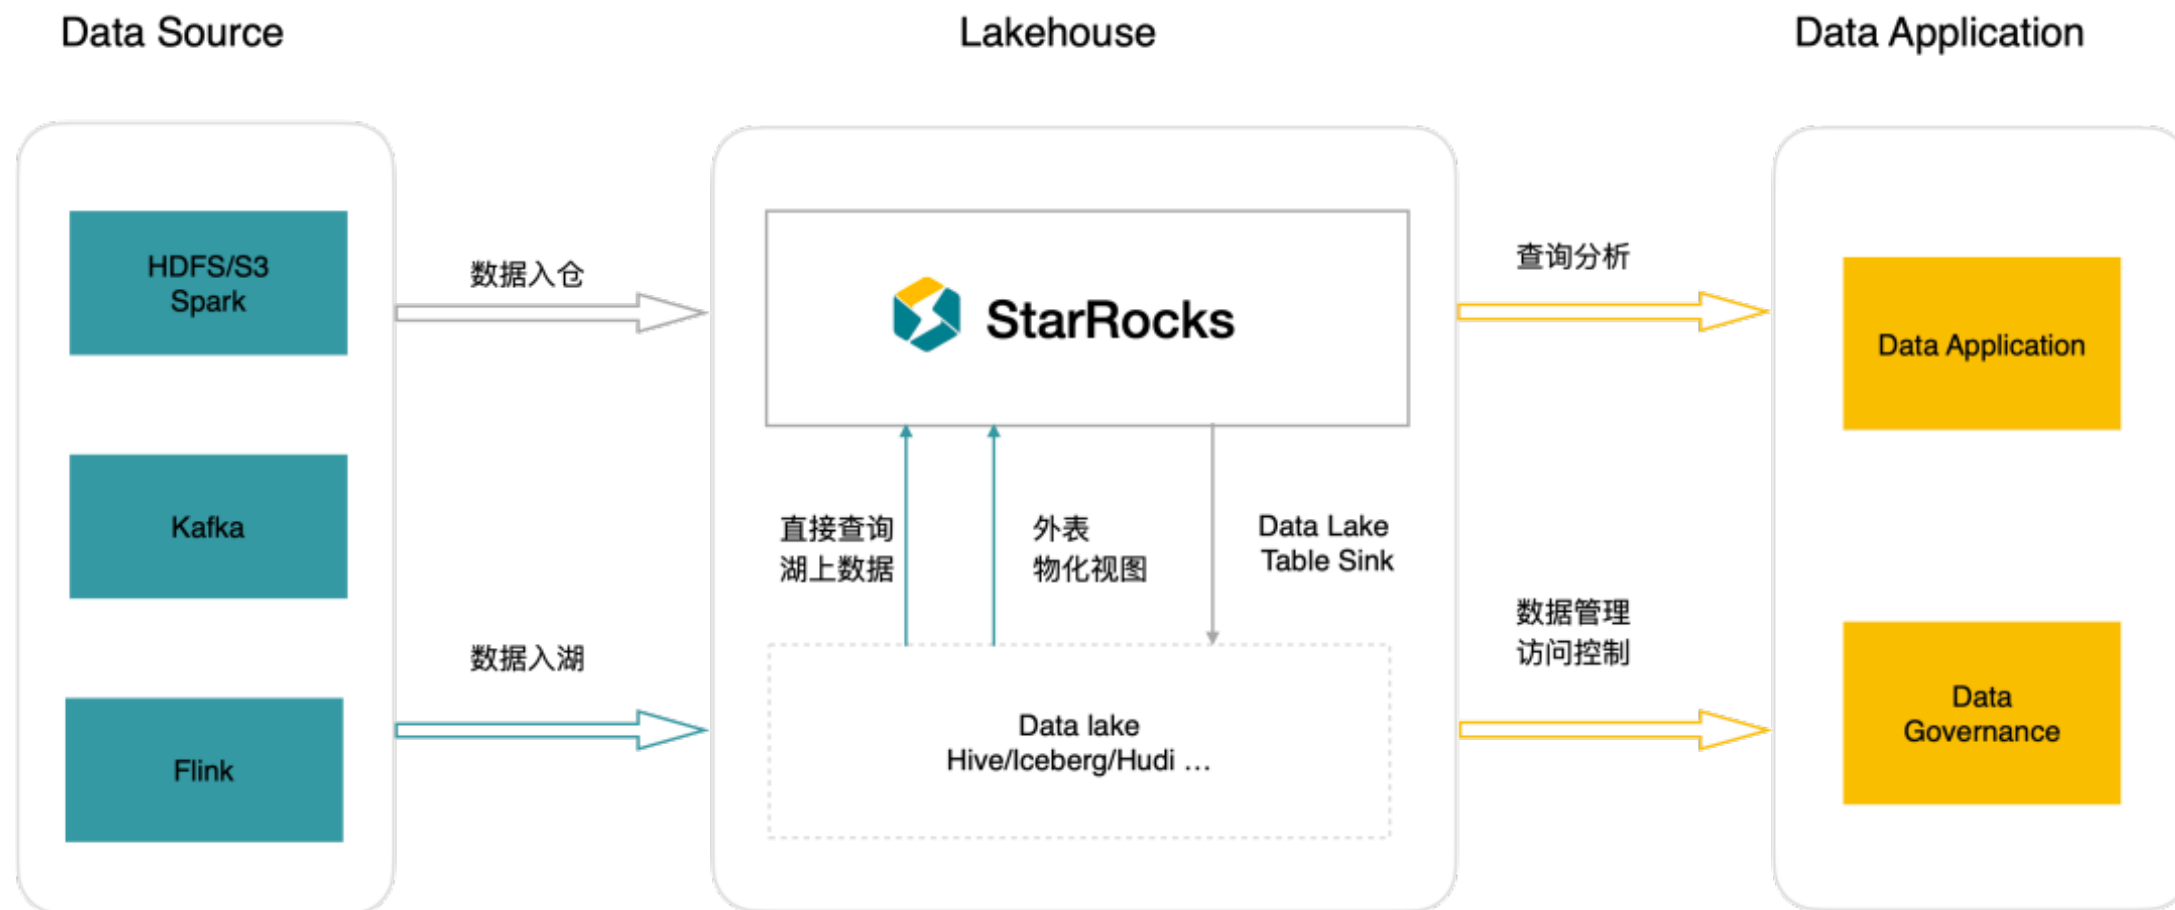 Data Source
Lakehouse
Data Application
HDFS/S3
Spark
Kafka
Flink
数据入仓
数据入湖
StarRocks
直接查询
湖上数据
外表
物化视图
Data Lake
Table Sink
Data lake
Hive/Iceberg/Hudi ...
查询分析
数据管理
访问控制
Data Application
Data
Governance